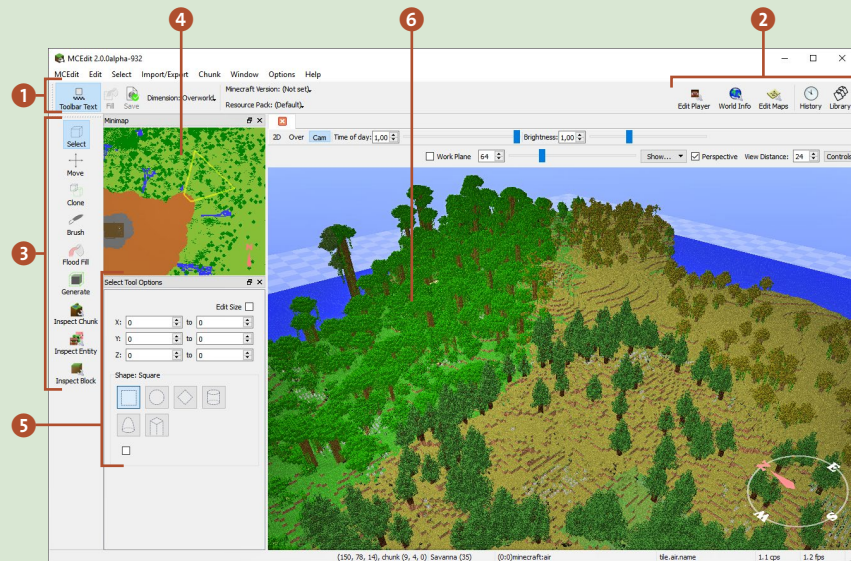 4
6
2
MCEdit 2.0.0alpha-932
MCEdit Edit Select Import/Export Chunk Window Options Help
1
Toolbar Text Fill Save Dimension: Overworld.
Minecraft Version: (Not set).
Resource Pack: (Default).
Edit Player World Info Edit Maps History Library
Minimap
2D Over Cam Time of day: 1,00 Brightness: 1,00
Work Plane 64 Show... Perspective View Distance: 24 Controls
3
Select
Move
Clone
Brush
Flood Fill
Generate
Inspect Chunk
Inspect Entity
Inspect Block
5
Select Tool Options
Edit Size
X: 0 to 0
Y: 0 to 0
Z: 0 to 0
Shape: Square
E
W
S
(150, 78, 14), chunk (9, 4, 0) Savanna (35) (0:0)minecraft:air tile.air.name 1.1 cps 1.2 fps